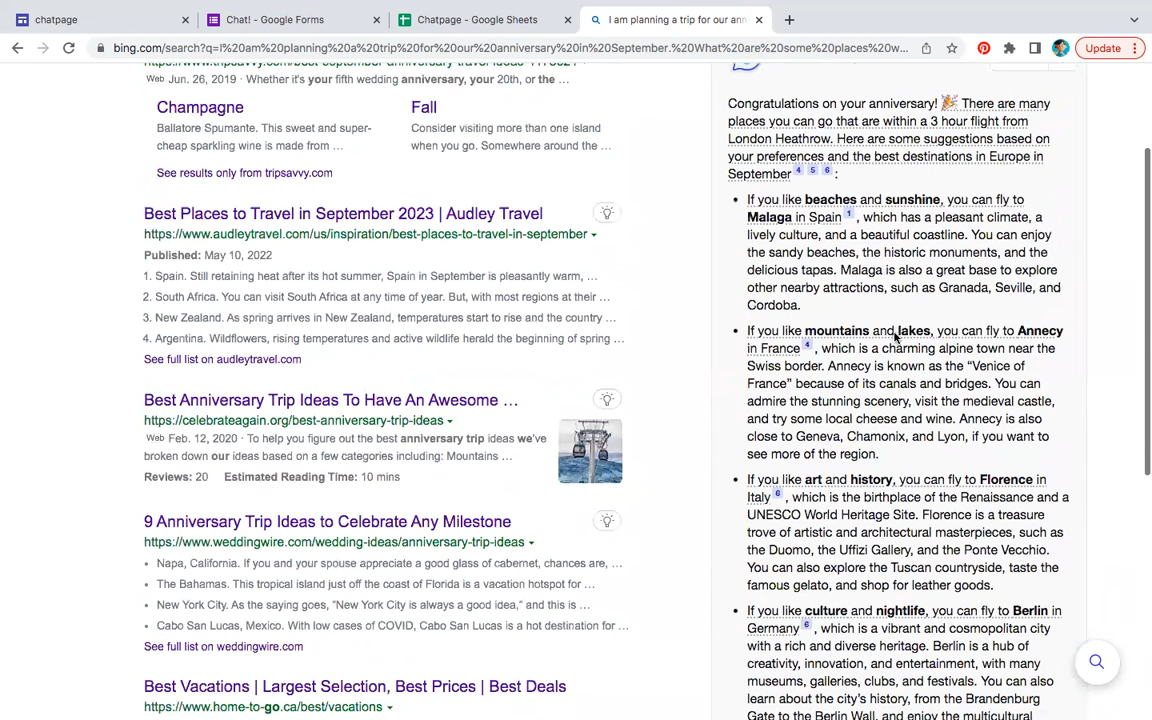 chatpage
Chat! - Google Forms
Chatpage - Google Sheets
I am planning a trip for our ann
bing.com/search?q=I%20am%20planning%20a%20trip%20for%20our%20anniversary%20in%20September.%20What%20are%20some%20places%20w...
Update
Web Jun. 26, 2019 · Whether it's your fifth wedding anniversary, your 20th, or the ...
Champagne
Ballatore Spumante. This sweet and super-
cheap sparkling wine is made from ...
Fall
Consider visiting more than one island
when you go. Somewhere around the ...
See results only from tripsavvy.com
Best Places to Travel in September 2023 | Audley Travel
https://www.audleytravel.com/us/inspiration/best-places-to-travel-in-september
Published: May 10, 2022
1. Spain. Still retaining heat after its hot summer, Spain in September is pleasantly warm, ...
2. South Africa. You can visit South Africa at any time of year. But, with most regions at their ...
3. New Zealand. As spring arrives in New Zealand, temperatures start to rise and the country ...
4. Argentina. Wildflowers, rising temperatures and active wildlife herald the beginning of spring ...
See full list on audleytravel.com
Best Anniversary Trip Ideas To Have An Awesome ...
https://celebrateagain.org/best-anniversary-trip-ideas
Web Feb. 12, 2020 · To help you figure out the best anniversary trip ideas we've
broken down our ideas based on a few categories including: Mountains ...
Reviews: 20 Estimated Reading Time: 10 mins
9 Anniversary Trip Ideas to Celebrate Any Milestone
https://www.weddingwire.com/wedding-ideas/anniversary-trip-ideas
• Napa, California. If you and your spouse appreciate a good glass of cabernet, chances are, ...
• The Bahamas. This tropical island just off the coast of Florida is a vacation hotspot for ...
• New York City. As the saying goes, "New York City is always a good idea," and this is ...
• Cabo San Lucas, Mexico. With low cases of COVID, Cabo San Lucas is a hot destination for ...
See full list on weddingwire.com
Best Vacations | Largest Selection, Best Prices | Best Deals
https://www.home-to-go.ca/best/vacations
Congratulations on your anniversary! 🎉 There are many
places you can go that are within a 3 hour flight from
London Heathrow. Here are some suggestions based on
your preferences and the best destinations in Europe in
September 4 5 6 :
• If you like beaches and sunshine, you can fly to
Malaga in Spain 1 , which has a pleasant climate, a
lively culture, and a beautiful coastline. You can enjoy
the sandy beaches, the historic monuments, and the
delicious tapas. Malaga is also a great base to explore
other nearby attractions, such as Granada, Seville, and
Cordoba.
• If you like mountains and lakes, you can fly to Annecy
in France 4 , which is a charming alpine town near the
Swiss border. Annecy is known as the “Venice of
France” because of its canals and bridges. You can
admire the stunning scenery, visit the medieval castle,
and try some local cheese and wine. Annecy is also
close to Geneva, Chamonix, and Lyon, if you want to
see more of the region.
• If you like art and history, you can fly to Florence in
Italy 6 , which is the birthplace of the Renaissance and a
UNESCO World Heritage Site. Florence is a treasure
trove of artistic and architectural masterpieces, such as
the Duomo, the Uffizi Gallery, and the Ponte Vecchio.
You can also explore the Tuscan countryside, taste the
famous gelato, and shop for leather goods.
• If you like culture and nightlife, you can fly to Berlin in
Germany 6 , which is a vibrant and cosmopolitan city
with a rich and diverse heritage. Berlin is a hub of
creativity, innovation, and entertainment, with many
museums, galleries, clubs, and festivals. You can also
learn about the city's history, from the Brandenburg
Gate to the Berlin Wall, and enjoy the multicultural